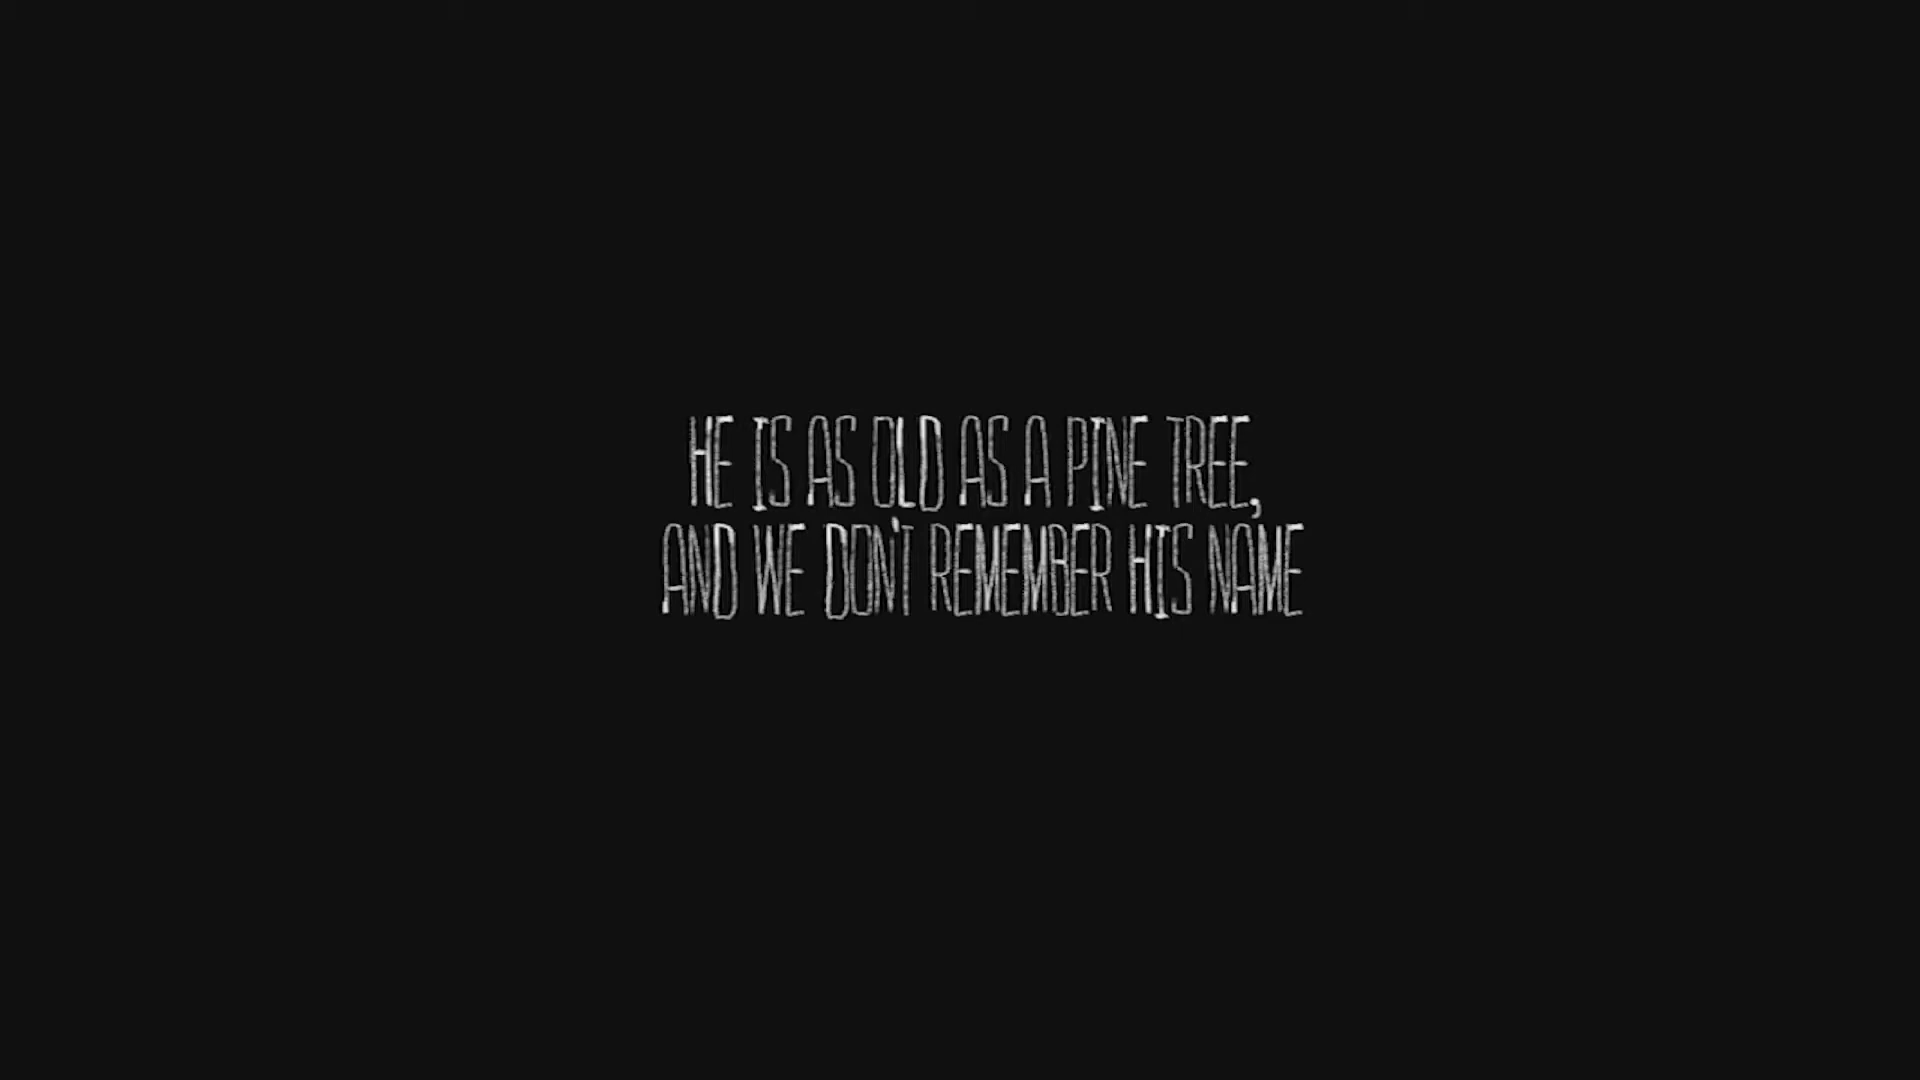 HE IS AS OLD AS A PINE TREE,
AND WE DON'T REMEMBER HIS NAME